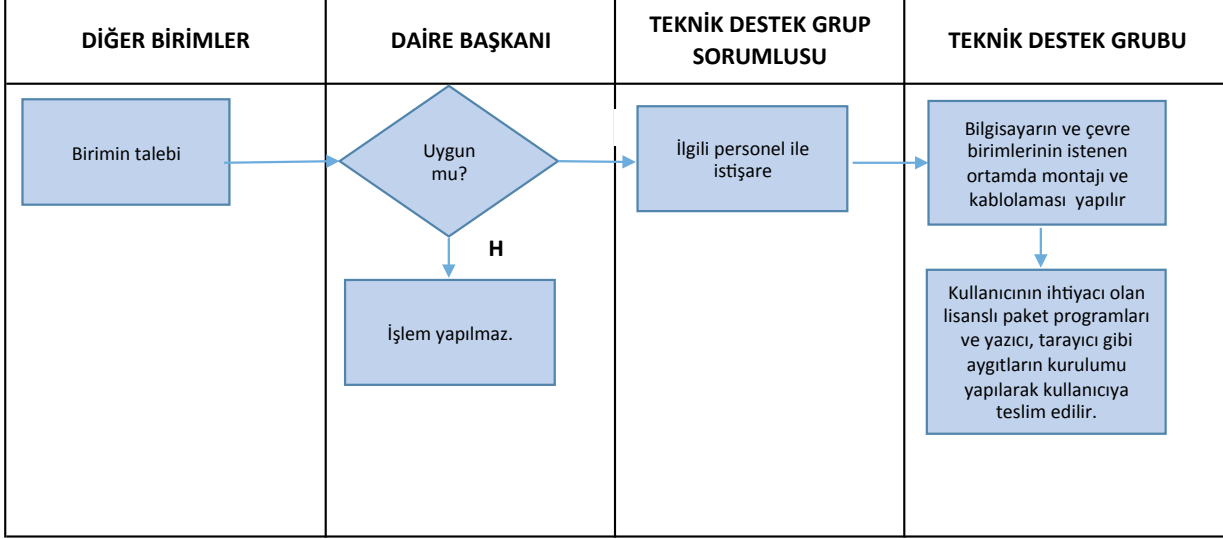 DİĞER BİRİMLER
DAİRE BAŞKANI
TEKNİK DESTEK GRUP
SORUMLUSU
TEKNİK DESTEK GRUBU
Birimin talebi
Uygun
mu?
H
İşlem yapılmaz.
İlgili personel ile
istişare
Bilgisayarın ve çevre
birimlerinin istenen
ortamda montajı ve
kablolaması yapılır
Kullanıcının ihtiyacı olan
lisanslı paket programları
ve yazıcı, tarayıcı gibi
aygıtların kurulumu
yapılarak kullanıcıya
teslim edilir.